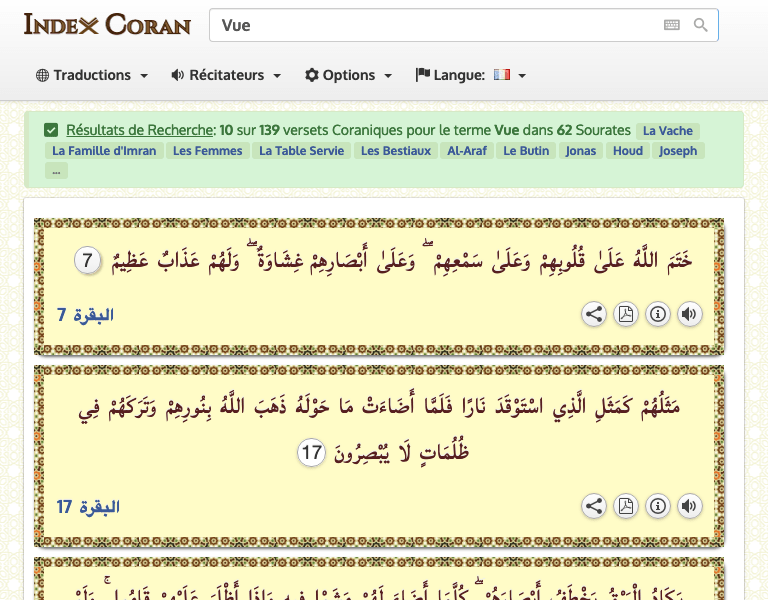 Index Coran
Vue
Traductions Récitateurs Options Langue:
Résultats de Recherche: 10 sur 139 versets Coraniques pour le terme Vue dans 62 Sourates La Vache
La Famille d'Imran Les Femmes La Table Servie Les Bestiaux Al-Araf Le Butin Jonas Houd Joseph
...
خَتَمَ اللَّهُ عَلَىٰ قُلُوبِهِمْ وَعَلَىٰ سَمْعِهِمْ ۖ وَعَلَىٰ أَبْصَارِهِمْ غِشَاوَةٌ ۖ وَلَهُمْ عَذَابٌ عَظِيمٌ 7
البقرة 7
مَثَلُهُمْ كَمَثَلِ الَّذِي اسْتَوْقَدَ نَارًا فَلَمَّا أَضَاءَتْ مَا حَوْلَهُ ذَهَبَ اللَّهُ بِنُورِهِمْ وَتَرَكَهُمْ فِي
ظُلُمَاتٍ لَا يُبْصِرُونَ 17
البقرة 17